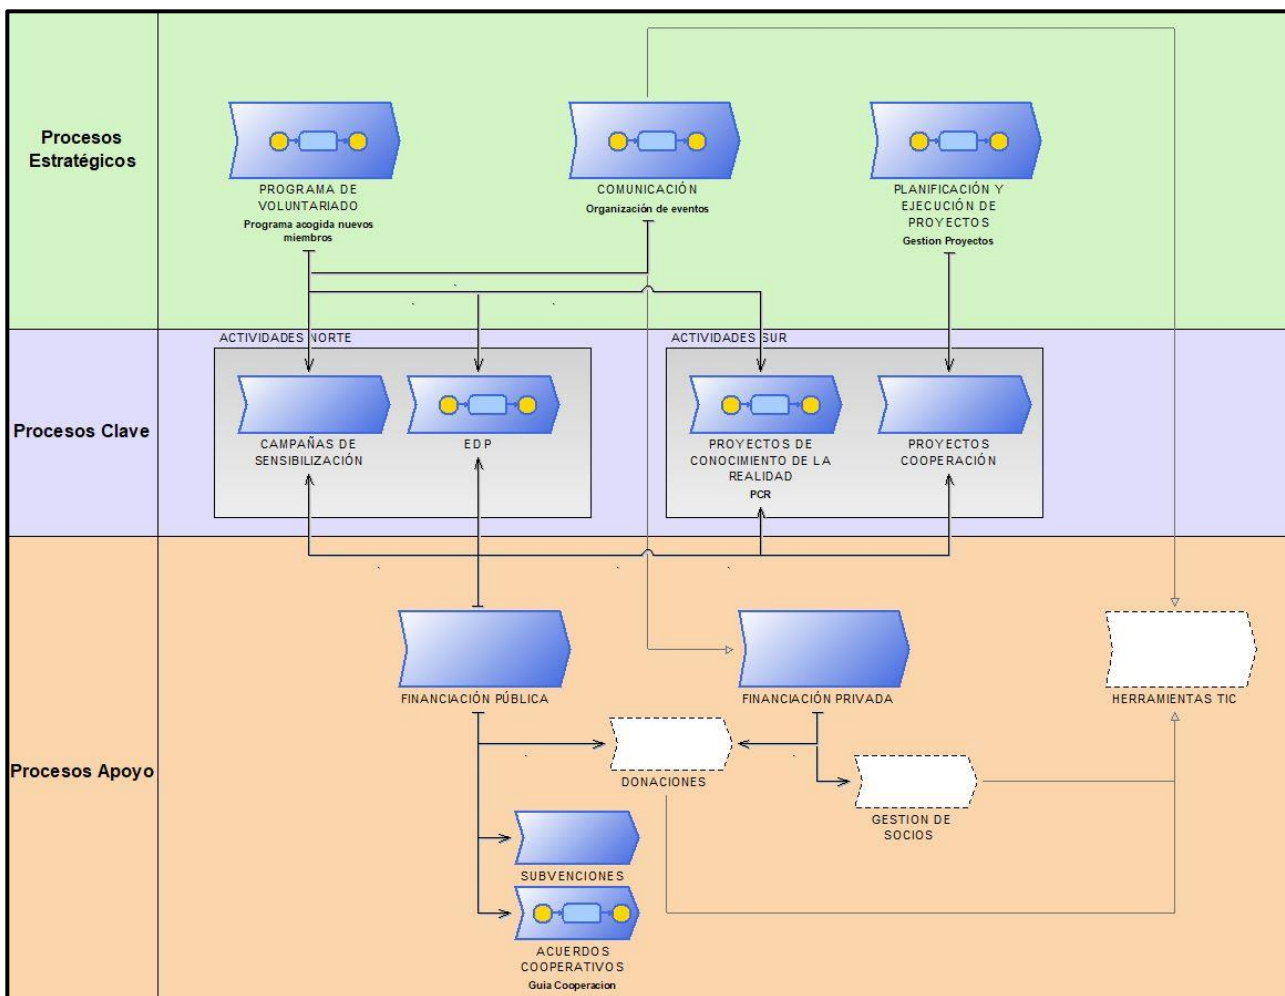 Procesos
Estratégicos
PROGRAMA DE
VOLUNTARIADO
Programa acogida nuevos
miembros
COMUNICACIÓN
Organización de eventos
PLANIFICACIÓN Y
EJECUCIÓN DE
PROYECTOS
Gestion Proyectos
Procesos Clave
ACTIVIDADES NORTE
CAMPAÑAS DE
SENSIBILIZACIÓN
EDP
ACTIVIDADES SUR
PROYECTOS DE
CONOCIMIENTO DE LA
REALIDAD
PCR
PROYECTOS
COOPERACIÓN
Procesos Apoyo
FINANCIACIÓN PÚBLICA
FINANCIACIÓN PRIVADA
HERRAMIENTAS TIC
DONACIONES
GESTION DE
SOCIOS
SUBVENCIONES
ACUERDOS
COOPERATIVOS
Guia Cooperacion